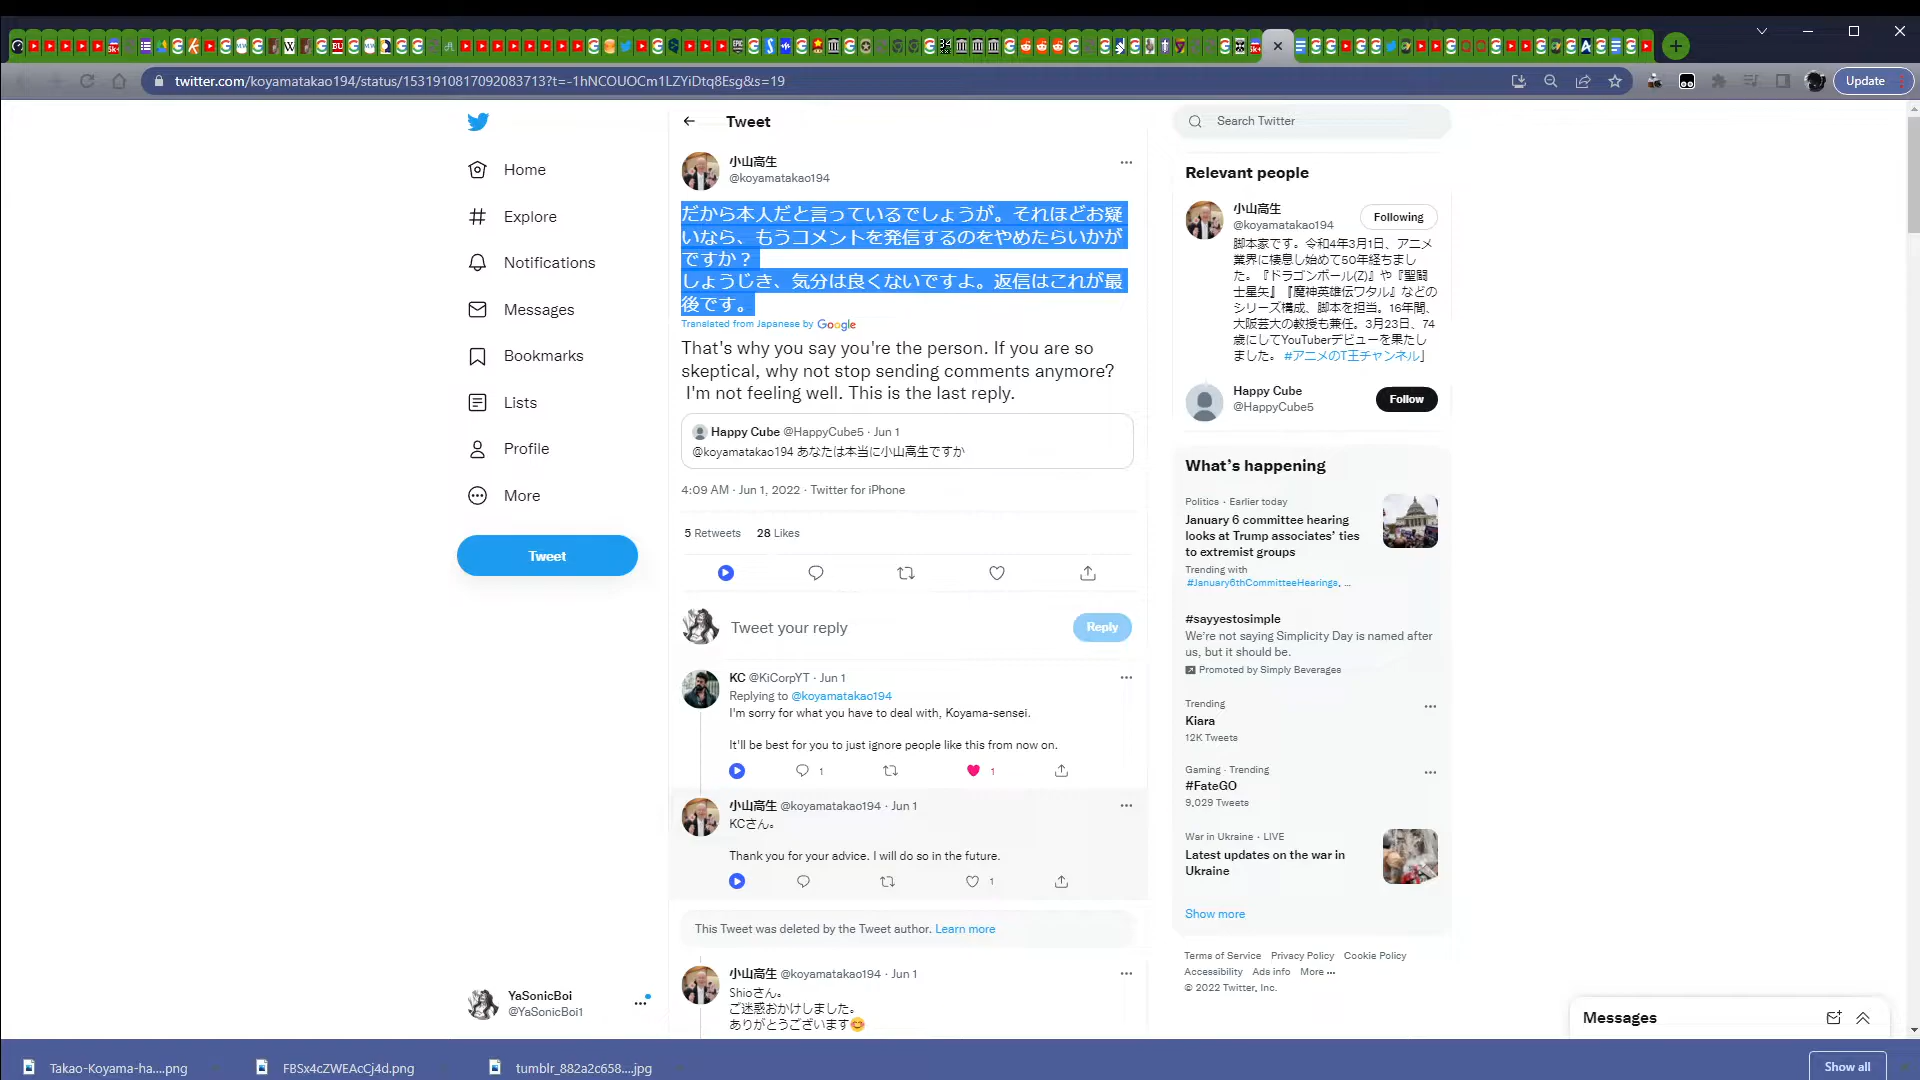 twitter.com/koyamatakao194/status/1531910817092083713?t=-1hNCOUOCm1LZYiDtq8Esg&s=19
Update
Home
Explore
Notifications
Messages
Bookmarks
Lists
Profile
More
Tweet
YaSonicBoi
@YaSonicBoi1
Tweet
小山高生
@koyamatakao194
だから本人だと言っているでしょうが。それほどお疑
いなら、もうコメントを発信するのをやめたらいかが
ですか？
しょうじき、気分は良くないですよ。返信はこれが最
後です。
Translated from Japanese by Google
That's why you say you're the person. If you are so
skeptical, why not stop sending comments anymore?
I'm not feeling well. This is the last reply.
Happy Cube @HappyCube5 · Jun 1
@koyamatakao194 あなたは本当に小山高生ですか
4:09 AM · Jun 1, 2022 · Twitter for iPhone
5 Retweets 28 Likes
Tweet your reply
Reply
KC @KiCorpYT · Jun 1
Replying to @koyamatakao194
I'm sorry for what you have to deal with, Koyama-sensei.
It'll be best for you to just ignore people like this from now on.
1 1
小山高生 @koyamatakao194 · Jun 1
KCさん。
Thank you for your advice. I will do so in the future.
1
This Tweet was deleted by the Tweet author. Learn more
小山高生 @koyamatakao194 · Jun 1
Shioさん。
ご迷惑おかけしました。
ありがとうございます😊
Search Twitter
Relevant people
小山高生
@koyamatakao194
Following
脚本家です。令和4年3月1日、アニメ
業界に棲息し始めて50年経ちまし
た。『ドラゴンボール(Z)』や『聖闘
士星矢』『魔神英雄伝ワタル』などの
シリーズ構成、脚本を担当。16年間、
大阪芸大の教授も兼任。3月23日、74
歳にしてYouTuberデビューを果たし
ました。 #アニメのT王チャンネル」
Happy Cube
@HappyCube5
Follow
What's happening
Politics · Earlier today
January 6 committee hearing
looks at Trump associates' ties
to extremist groups
Trending with
#January6thCommitteeHearings, ...
#sayyestosimple
We're not saying Simplicity Day is named after
us, but it should be.
Promoted by Simply Beverages
Trending
Kiara
12K Tweets
Gaming · Trending
#FateGO
9,029 Tweets
War in Ukraine · LIVE
Latest updates on the war in
Ukraine
Show more
Terms of Service Privacy Policy Cookie Policy
Accessibility Ads info More ...
© 2022 Twitter, Inc.
Messages
Takao-Koyama-ha....png
FBSx4cZWEAcCj4d.png
tumblr_882a2c658....jpg
Show all